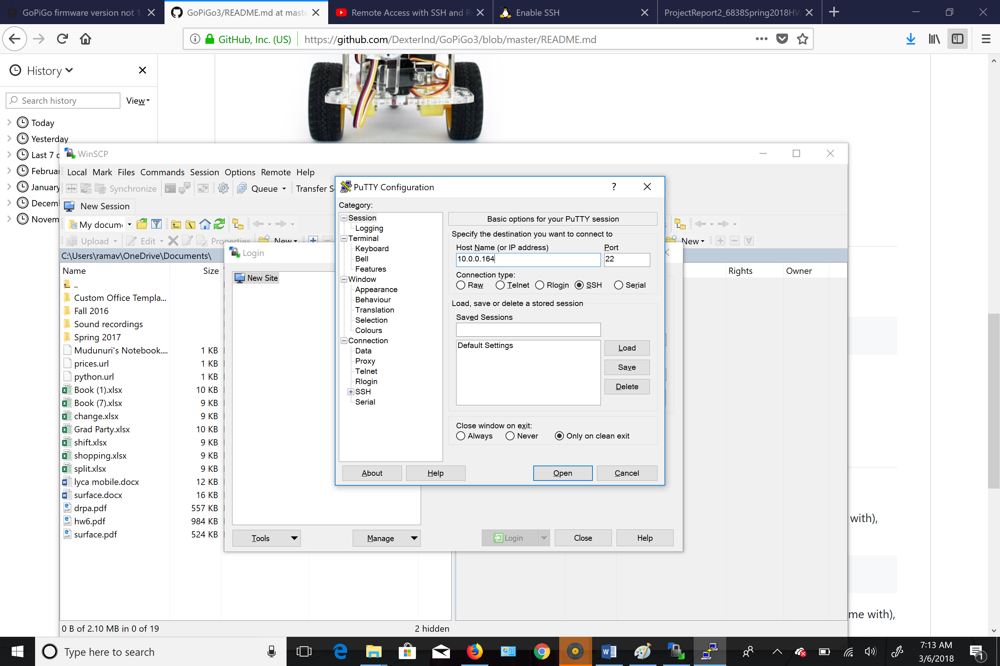 GoPiGo firmware version not 1.
GoPiGo3/README.md at maste
Remote Access with SSH and R
Enable SSH
ProjectReport2_6838Spring2018HW
GitHub, Inc. (US)
https://github.com/DexterInd/GoPiGo3/blob/master/README.md
History
Search history
View
Today
Yesterday
Last 7 d
Februar
January
Decem
Novem
WinSCP
Local Mark Files Commands Session Options Remote Help
Synchronize
Queue
Transfer Se
New Session
My docume
Upload
Edit
Properties
New
New
C:\Users\ramav\OneDrive\Documents\
Name
Size
Rights
Owner
..
Custom Office Templa...
Fall 2016
Sound recordings
Spring 2017
Mudunuri's Notebook.... 1 KB
prices.url 1 KB
python.url 1 KB
Book (1).xlsx 10 KB
Book (7).xlsx 9 KB
change.xlsx 9 KB
Grad Party.xlsx 10 KB
shift.xlsx 9 KB
shopping.xlsx 9 KB
split.xlsx 9 KB
lyca mobile.docx 12 KB
surface.docx 16 KB
drpa.pdf 557 KB
hw6.pdf 984 KB
surface.pdf 524 KB
0 B of 2.10 MB in 0 of 19
2 hidden
Login
New Site
Tools
Manage
Login
Close
Help
PuTTY Configuration
?
Category:
Session
Logging
Terminal
Keyboard
Bell
Features
Window
Appearance
Behaviour
Translation
Selection
Colours
Connection
Data
Proxy
Telnet
Rlogin
SSH
Serial
Basic options for your PuTTY session
Specify the destination you want to connect to
Host Name (or IP address)
Port
10.0.0.164
22
Connection type:
Raw Telnet Rlogin SSH Serial
Load, save or delete a stored session
Saved Sessions
Default Settings
Load
Save
Delete
Close window on exit:
Always Never Only on clean exit
About
Help
Open
Cancel
with),
me with),
Type here to search
7:13 AM
3/6/2018
1